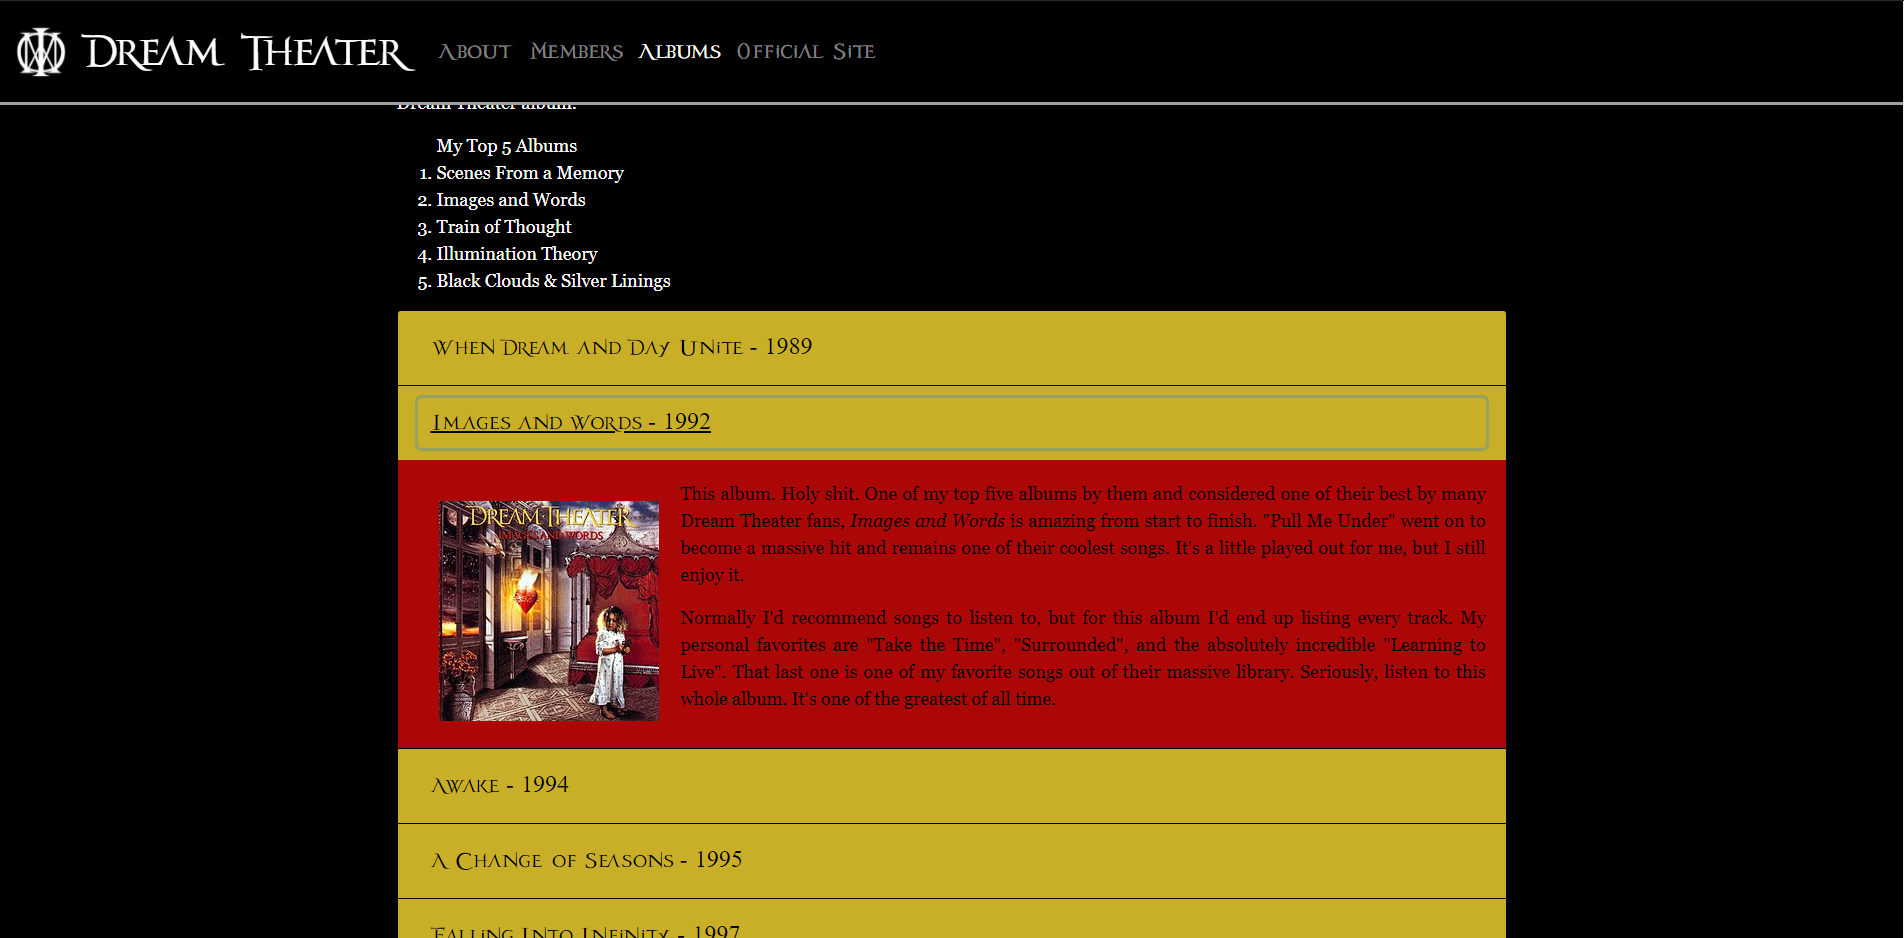 Dream Theater
About Members Albums Official Site
Dream Theater album.
My Top 5 Albums
1. Scenes From a Memory
2. Images and Words
3. Train of Thought
4. Illumination Theory
5. Black Clouds & Silver Linings
When Dream and Day Unite - 1989
Images and Words - 1992
DREAM THEATER
IMAGES AND WORDS
This album. Holy shit. One of my top five albums by them and considered one of their best by many
Dream Theater fans, Images and Words is amazing from start to finish. "Pull Me Under" went on to
become a massive hit and remains one of their coolest songs. It's a little played out for me, but I still
enjoy it.
Normally I'd recommend songs to listen to, but for this album I'd end up listing every track. My
personal favorites are "Take the Time", "Surrounded", and the absolutely incredible "Learning to
Live". That last one is one of my favorite songs out of their massive library. Seriously, listen to this
whole album. It's one of the greatest of all time.
Awake - 1994
A Change of Seasons - 1995
Falling Into Infinity - 1997